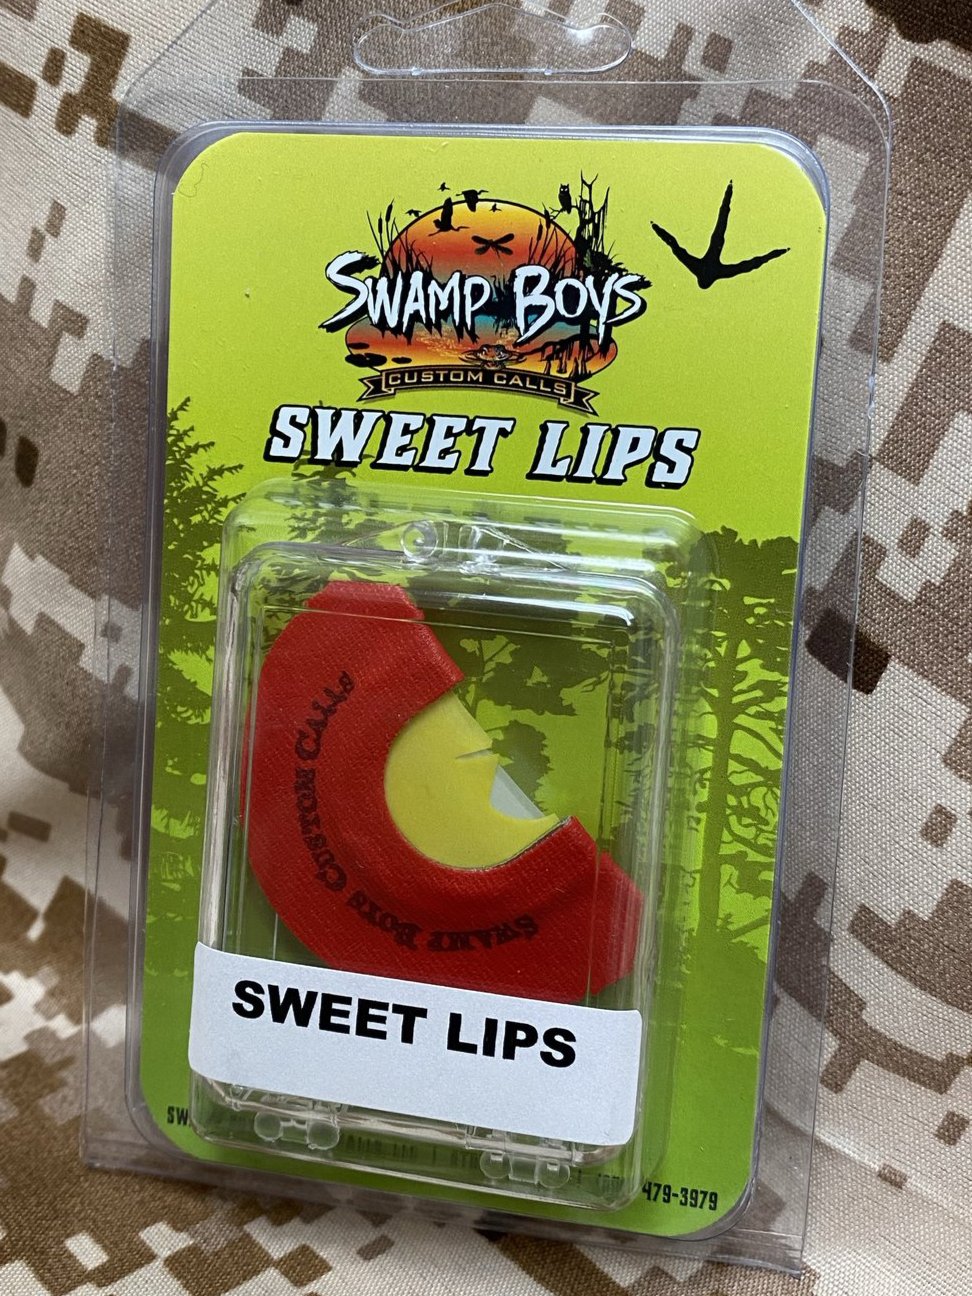 SWAMP BOYS
CUSTOM CALLS
SWEET LIPS
SWAMP BOYS CUSTOM CALLS
SWEET LIPS
479-3979